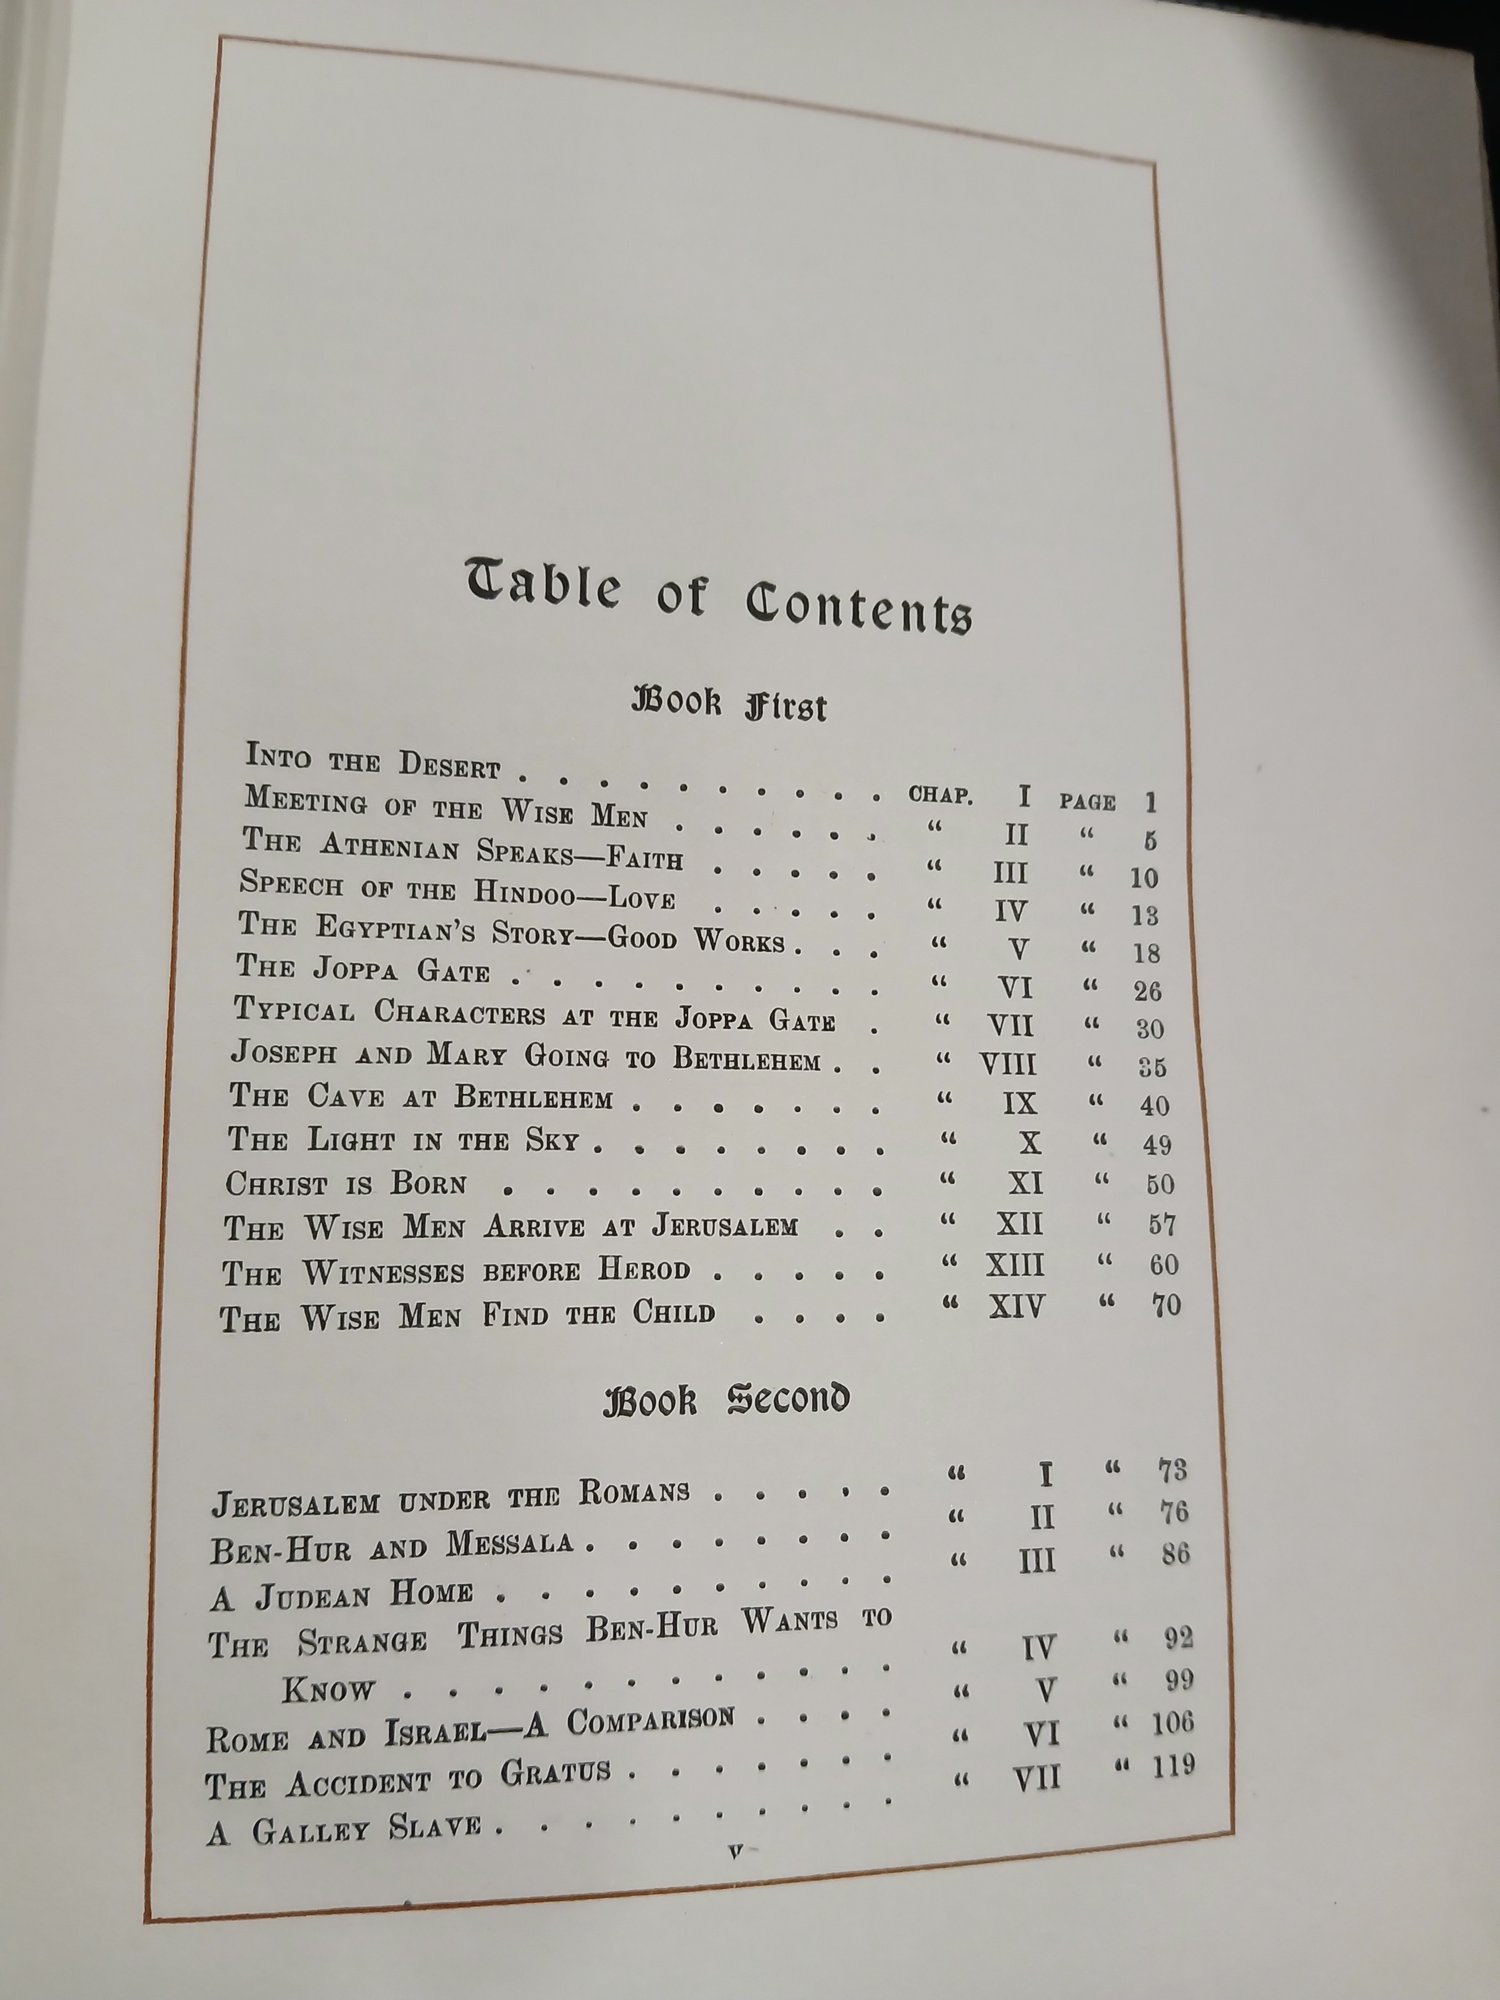 Table of Contents
Book First
Into the Desert . . . . . . . . . . Chap. I Page 1
Meeting of the Wise Men . . . . . . “ II “ 5
The Athenian Speaks—Faith . . . . . “ III “ 10
Speech of the Hindoo—Love . . . . . “ IV “ 13
The Egyptian's Story—Good Works . . . “ V “ 18
The Joppa Gate . . . . . . . . . . “ VI “ 26
Typical Characters at the Joppa Gate . “ VII “ 30
Joseph and Mary Going to Bethlehem . . “ VIII “ 35
The Cave at Bethlehem . . . . . . . “ IX “ 40
The Light in the Sky . . . . . . . . “ X “ 49
Christ is Born . . . . . . . . . . “ XI “ 50
The Wise Men Arrive at Jerusalem . . “ XII “ 57
The Witnesses before Herod . . . . . “ XIII “ 60
The Wise Men Find the Child . . . . “ XIV “ 70
Book Second
Jerusalem under the Romans . . . . . “ I “ 73
Ben-Hur and Messala . . . . . . . . “ II “ 76
A Judean Home . . . . . . . . . . “ III “ 86
The Strange Things Ben-Hur Wants to
Know . . . . . . . . . . . . “ IV “ 92
Rome and Israel—A Comparison . . . . “ V “ 99
The Accident to Gratus . . . . . . . “ VI “ 106
A Galley Slave . . . . . . . . . . “ VII “ 119
v